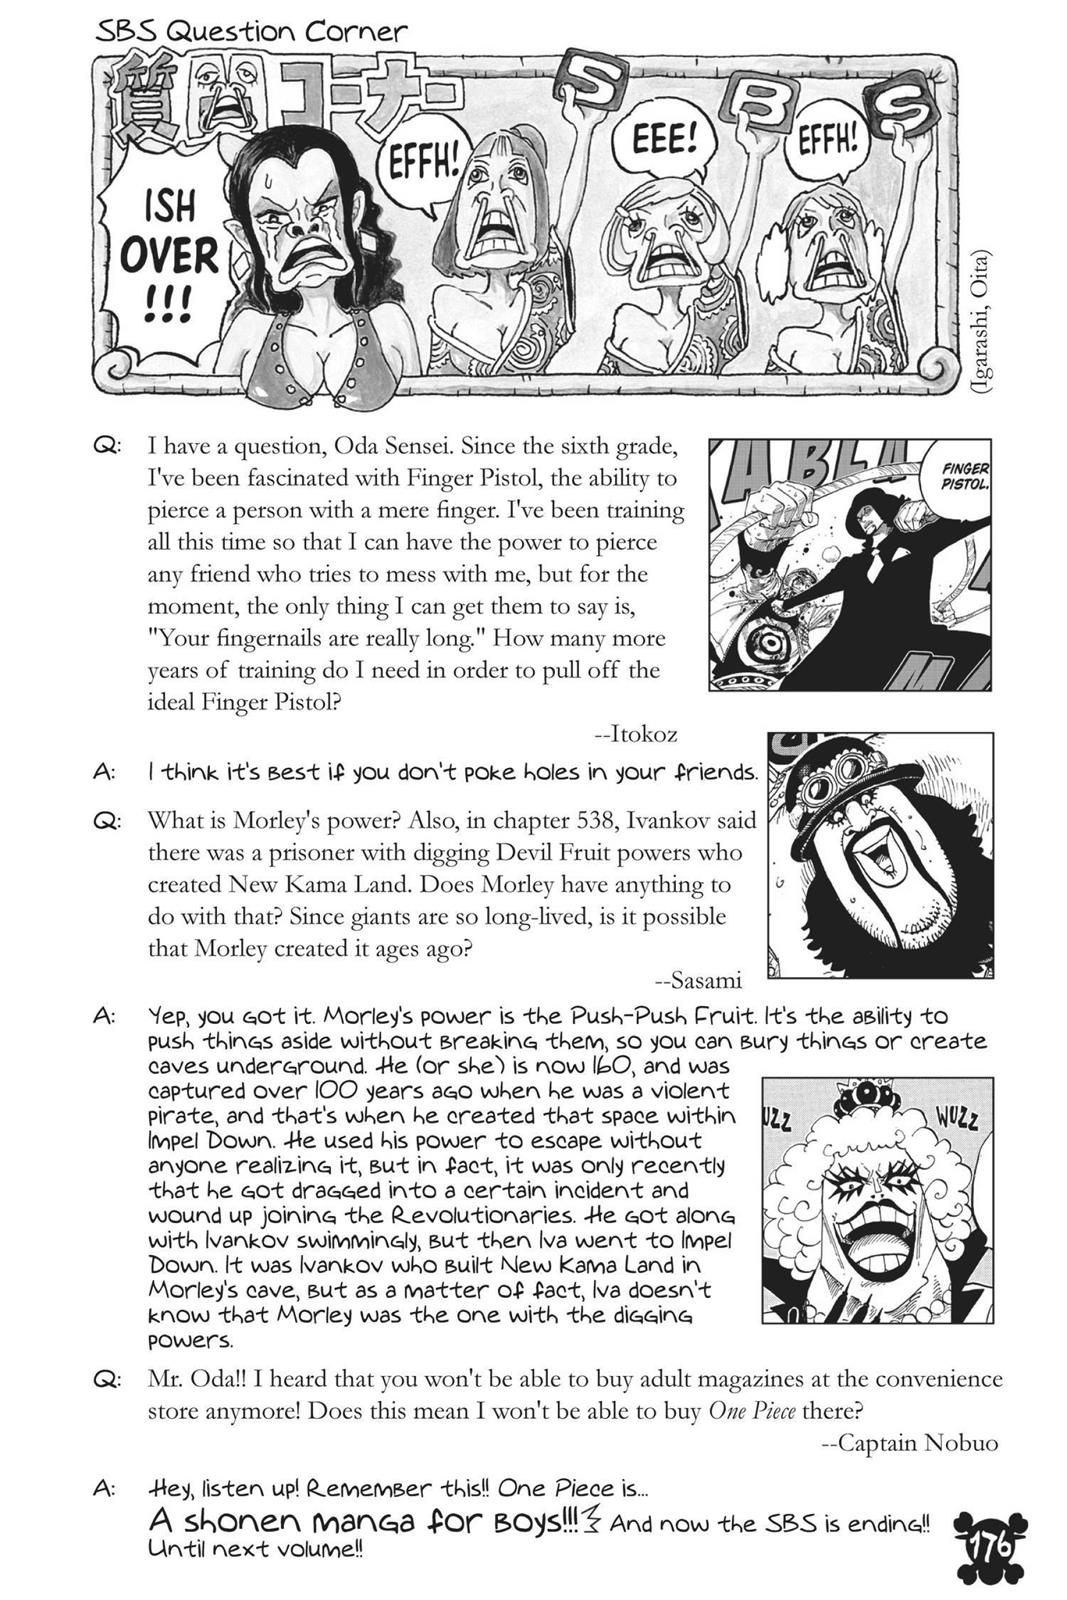 SBS Question Corner
質問コーナー
S
B
S
ISH
OVER
!!!
EFFH!
EEE!
EFFH!
(Igarashi, Oita)
Q: I have a question, Oda Sensei. Since the sixth grade,
I've been fascinated with Finger Pistol, the ability to
pierce a person with a mere finger. I've been training
all this time so that I can have the power to pierce
any friend who tries to mess with me, but for the
moment, the only thing I can get them to say is,
"Your fingernails are really long." How many more
years of training do I need in order to pull off the
ideal Finger Pistol?
--Itokoz
FINGER
PISTOL.
A: I think it's best if you don't poke holes in your friends.
Q: What is Morley's power? Also, in chapter 538, Ivankov said
there was a prisoner with digging Devil Fruit powers who
created New Kama Land. Does Morley have anything to
do with that? Since giants are so long-lived, is it possible
that Morley created it ages ago?
--Sasami
A: Yep, you got it. Morley's power is the Push-Push Fruit. It's the ability to
push things aside without breaking them, so you can bury things or create
caves underground. He (or she) is now 160, and was
captured over 100 years ago when he was a violent
pirate, and that's when he created that space within
Impel Down. He used his power to escape without
anyone realizing it, but in fact, it was only recently
that he got dragged into a certain incident and
wound up joining the Revolutionaries. He got along
with Ivankov swimmingly, but then Iva went to Impel
Down. It was Ivankov who built New Kama Land in
Morley's cave, but as a matter of fact, Iva doesn't
know that Morley was the one with the digging
powers.
WUZZ
Q: Mr. Oda!! I heard that you won't be able to buy adult magazines at the convenience
store anymore! Does this mean I won't be able to buy One Piece there?
--Captain Nobuo
A: Hey, listen up! Remember this!! One Piece is...
A shonen manga for boys!!! And now the SBS is ending!!
Until next volume!!
176